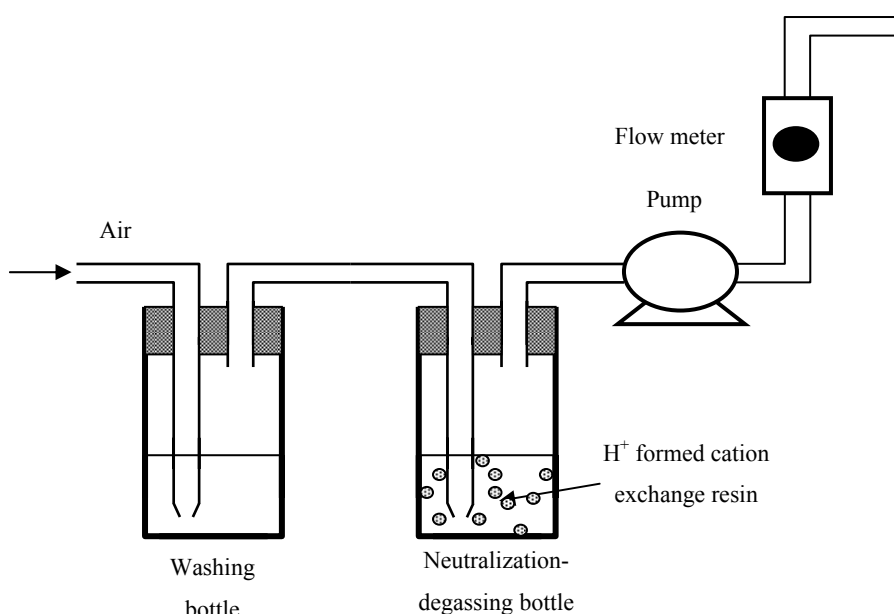 Flow meter
Pump
Air
H⁺ formed cation
exchange resin
Washing
bottle
Neutralization-
degassing bottle